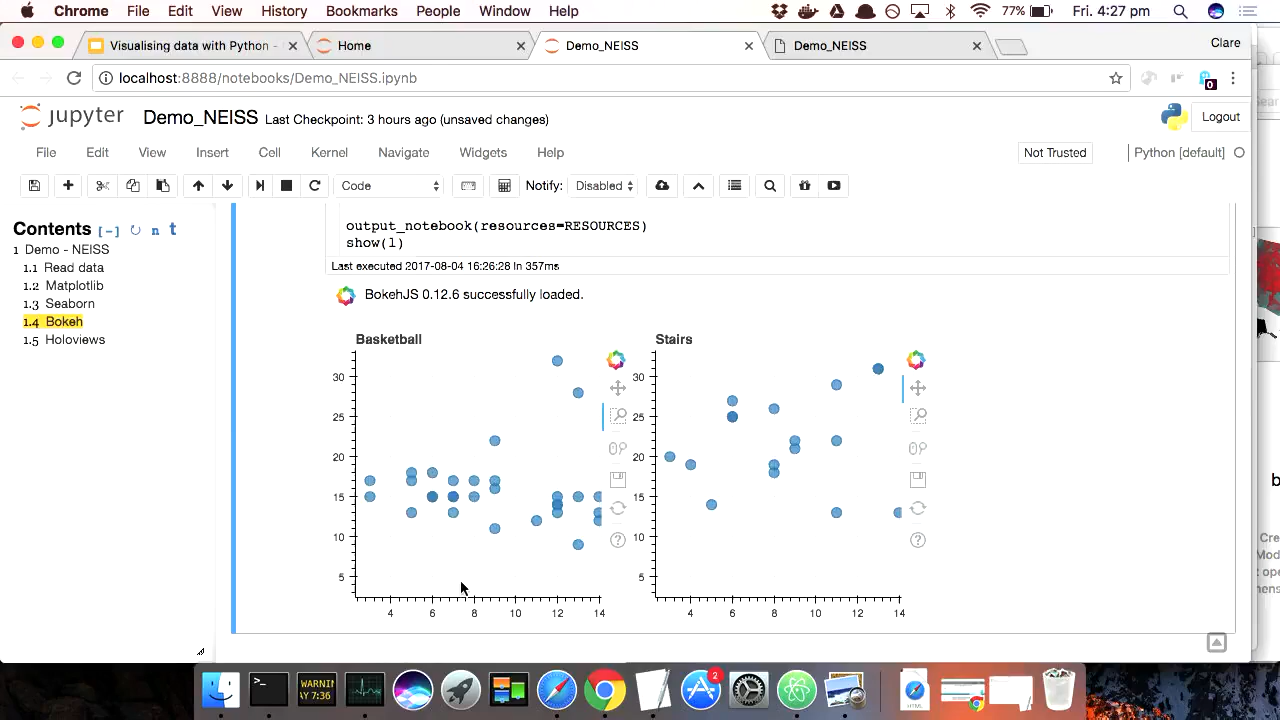 Chrome File Edit View History Bookmarks People Window Help 77% Fri. 4:27 pm
Visualising data with Python - Home Demo_NEISS Demo_NEISS Clare
localhost:8888/notebooks/Demo_NEISS.ipynb 0
jupyter Demo_NEISS Last Checkpoint: 3 hours ago (unsaved changes) Logout
File Edit View Insert Cell Kernel Navigate Widgets Help Not Trusted Python [default]
Code Notify: Disabled
Contents [-] n t
1 Demo - NEISS
1.1 Read data
1.2 Matplotlib
1.3 Seaborn
1.4 Bokeh
1.5 Holoviews
output_notebook(resources=RESOURCES)
show(l)
Last executed 2017-08-04 16:26:28 in 357ms
BokehJS 0.12.6 successfully loaded.
Basketball
30
25
20
15
10
5
4 6 8 10 12 14
Stairs
30
25
20
15
10
5
4 6 8 10 12 14
WARNIN
7:36
2
HTML